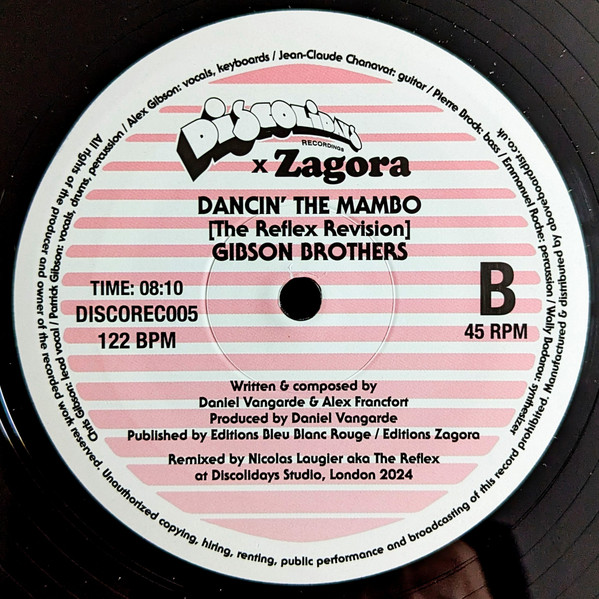 Discolidays
RECORDINGS
x Zagora
DANCIN' THE MAMBO
[The Reflex Revision]
GIBSON BROTHERS
TIME: 08:10
DISCOREC005
122 BPM
B
45 RPM
Written & composed by
Daniel Vangarde & Alex Francfort
Produced by Daniel Vangarde
Published by Editions Bleu Blanc Rouge / Editions Zagora
Remixed by Nicolas Laugier aka The Reflex
at Discolidays Studio, London 2024
Chris Gibson: lead vocal / Patrick Gibson: vocals, drums, percussion / Alex Gibson: vocals, keyboards / Jean-Claude Chanavat: guitar / Pierre Brock: bass / Emmanuel Roche: percussion / Wally Badarou: synthesizer
All rights of the producer and owner of the recorded work reserved. Unauthorized copying, hiring, renting, public performance and broadcasting of this record prohibited. Manufactured & distributed by aboveboarddist.co.uk